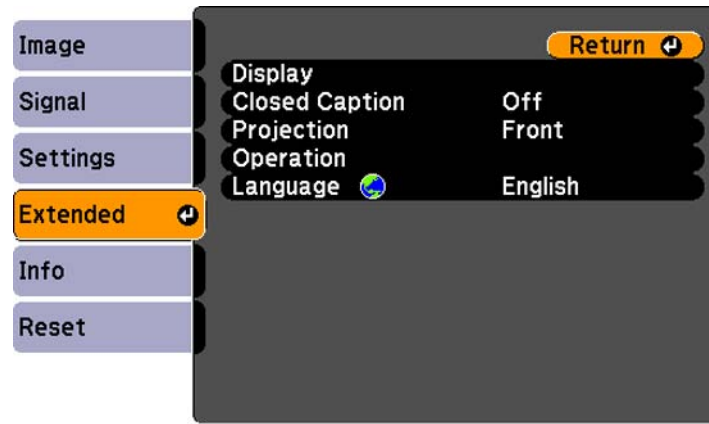 Image
Signal
Settings
Extended
Info
Reset
Return
Display
Closed Caption Off
Projection Front
Operation
Language English